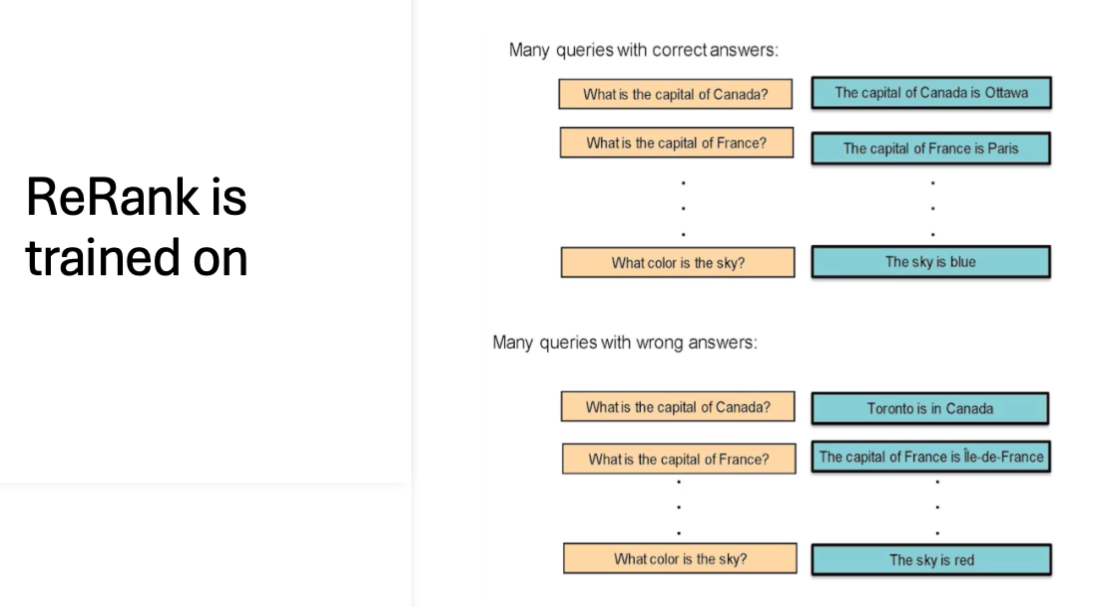 ReRank is
trained on
Many queries with correct answers:
What is the capital of Canada?
The capital of Canada is Ottawa
What is the capital of France?
The capital of France is Paris
What color is the sky?
The sky is blue
Many queries with wrong answers:
What is the capital of Canada?
Toronto is in Canada
What is the capital of France?
The capital of France is Île-de-France
What color is the sky?
The sky is red